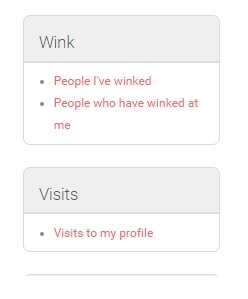 Wink
People I've winked
People who have winked at
me
Visits
Visits to my profile